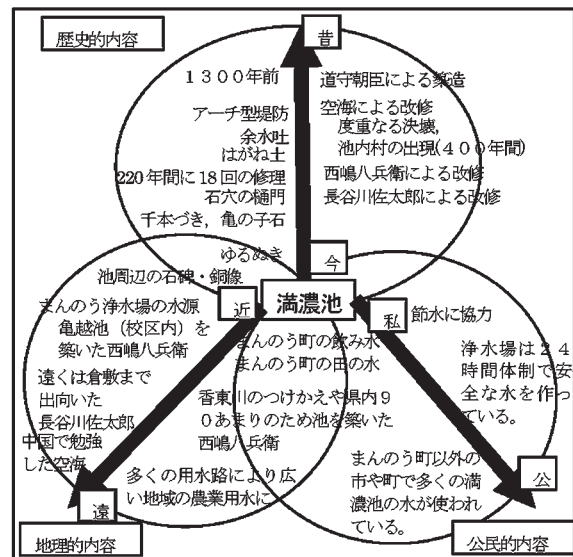 歴史的内容
昔
１３００年前
道守朝臣による築造
アーチ型堤防
空海による改修
余水吐
度重なる決壊，
はがね土
池内村の出現(４００年間)
220年間に18回の修理
西嶋八兵衛による改修
石穴の樋門
長谷川佐太郎による改修
千本づき，亀の子石
ゆるぬき
今
池周辺の石碑・銅像
満濃池
近
私
まんのう浄水場の水源
亀越池（校区内）を
築いた西嶋八兵衛
遠くは倉敷まで
出向いた
長谷川佐太郎
中国で勉強
した空海
まんのう町の飲み水
まんのう町の田の水
香東川のつけかえや県内９
０あまりのため池を築いた
西嶋八兵衛
多くの用水路により広
い地域の農業用水に
節水に協力
浄水場は２４
時間体制で安
全な水を作っ
ている。
まんのう町以外の
市や町で多くの満
濃池の水が使われ
ている。
遠
公
地理的内容
公民的内容